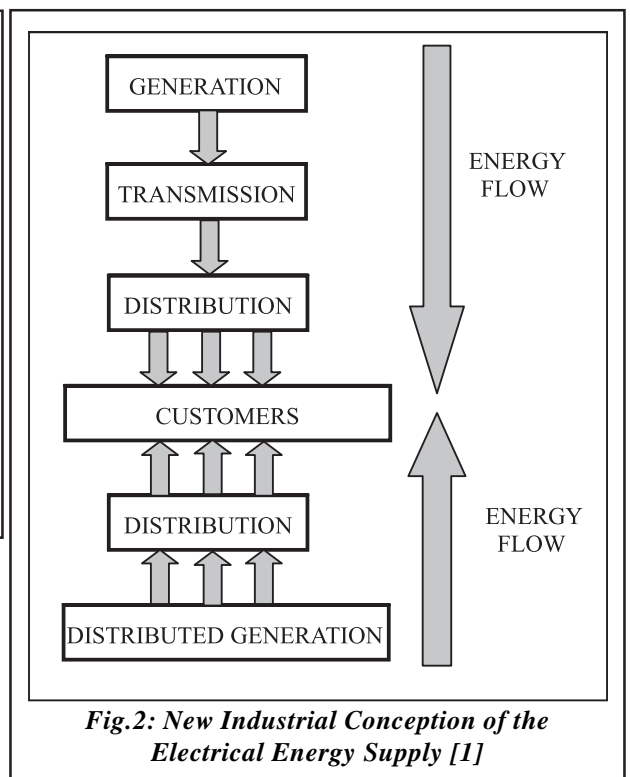 GENERATION
ENERGY
FLOW
TRANSMISSION
DISTRIBUTION
CUSTOMERS
DISTRIBUTION
ENERGY
FLOW
DISTRIBUTED GENERATION
Fig.2: New Industrial Conception of the
Electrical Energy Supply [1]